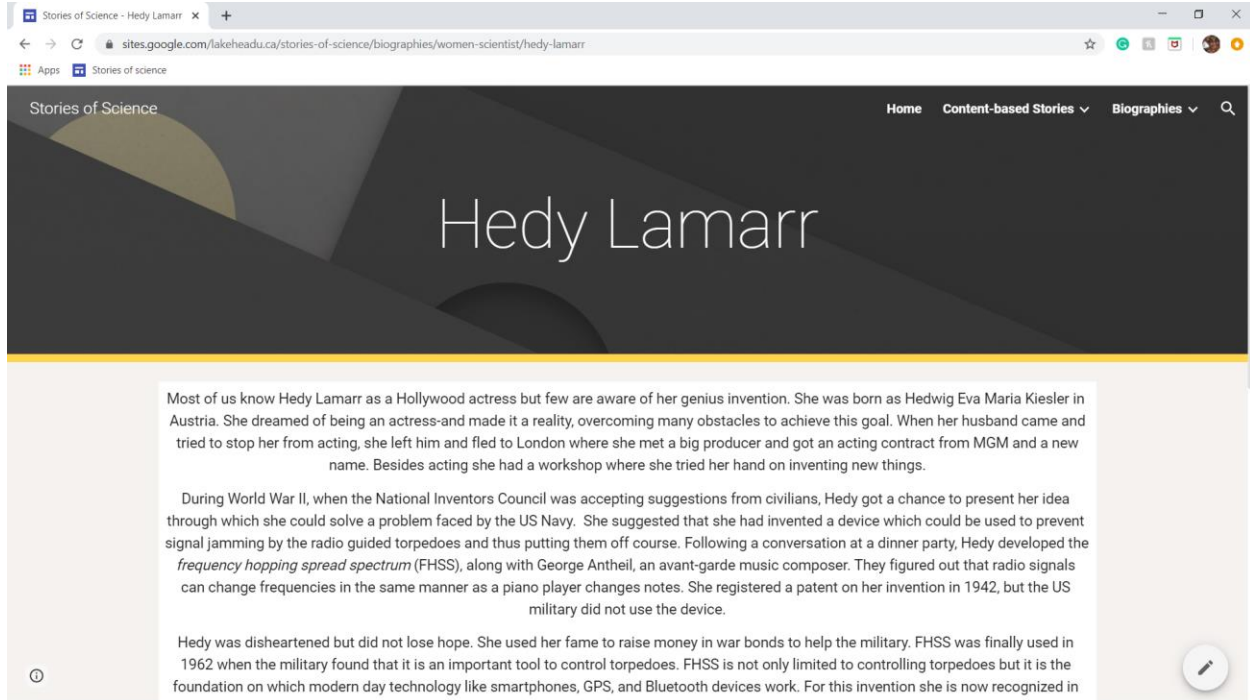 Stories of Science - Hedy Lamarr
sites.google.com/lakeheadu.ca/stories-of-science/biographies/women-scientist/hedy-lamarr
Apps Stories of science
Stories of Science Home Content-based Stories Biographies
Hedy Lamarr
Most of us know Hedy Lamarr as a Hollywood actress but few are aware of her genius invention. She was born as Hedwig Eva Maria Kiesler in
Austria. She dreamed of being an actress-and made it a reality, overcoming many obstacles to achieve this goal. When her husband came and
tried to stop her from acting, she left him and fled to London where she met a big producer and got an acting contract from MGM and a new
name. Besides acting she had a workshop where she tried her hand on inventing new things.
During World War II, when the National Inventors Council was accepting suggestions from civilians, Hedy got a chance to present her idea
through which she could solve a problem faced by the US Navy. She suggested that she had invented a device which could be used to prevent
signal jamming by the radio guided torpedoes and thus putting them off course. Following a conversation at a dinner party, Hedy developed the
frequency hopping spread spectrum (FHSS), along with George Antheil, an avant-garde music composer. They figured out that radio signals
can change frequencies in the same manner as a piano player changes notes. She registered a patent on her invention in 1942, but the US
military did not use the device.
Hedy was disheartened but did not lose hope. She used her fame to raise money in war bonds to help the military. FHSS was finally used in
1962 when the military found that it is an important tool to control torpedoes. FHSS is not only limited to controlling torpedoes but it is the
foundation on which modern day technology like smartphones, GPS, and Bluetooth devices work. For this invention she is now recognized in